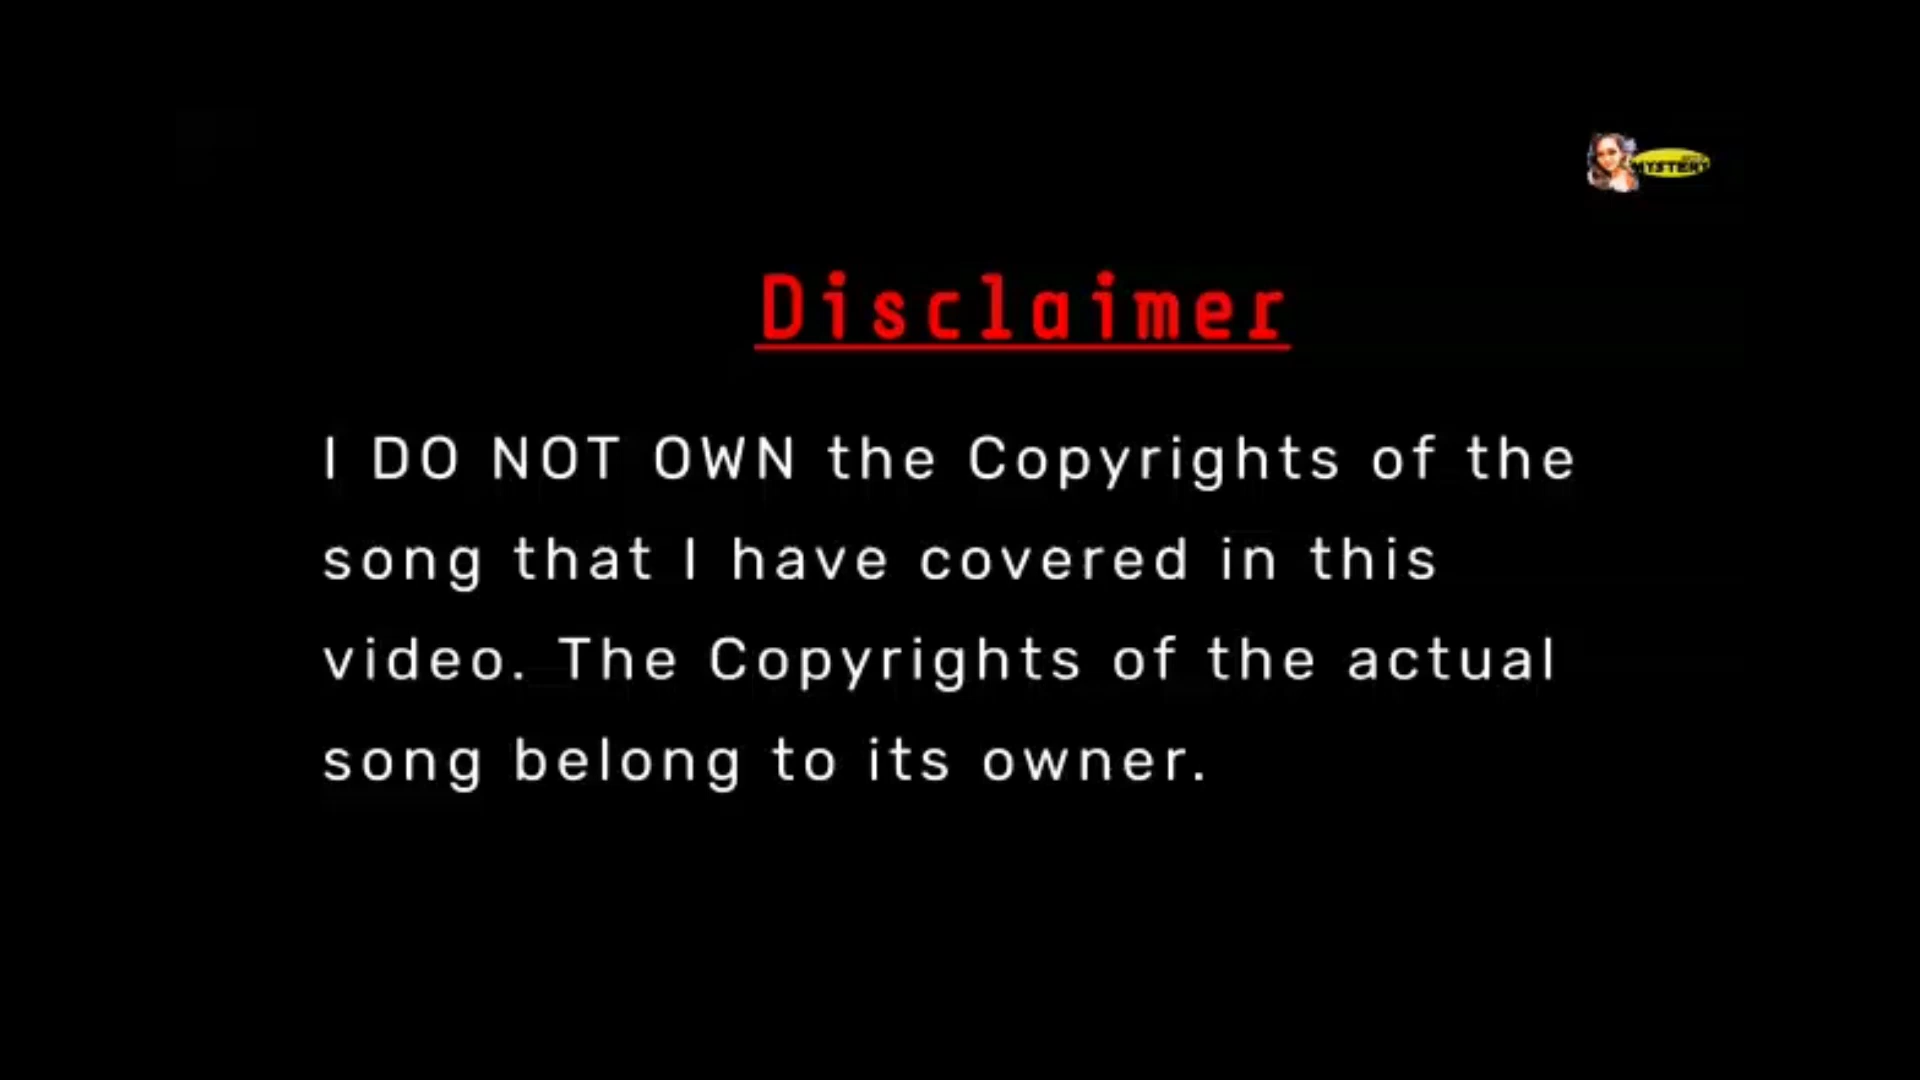 MYSTERY
Disclaimer
I DO NOT OWN the Copyrights of the
song that I have covered in this
video. The Copyrights of the actual
song belong to its owner.